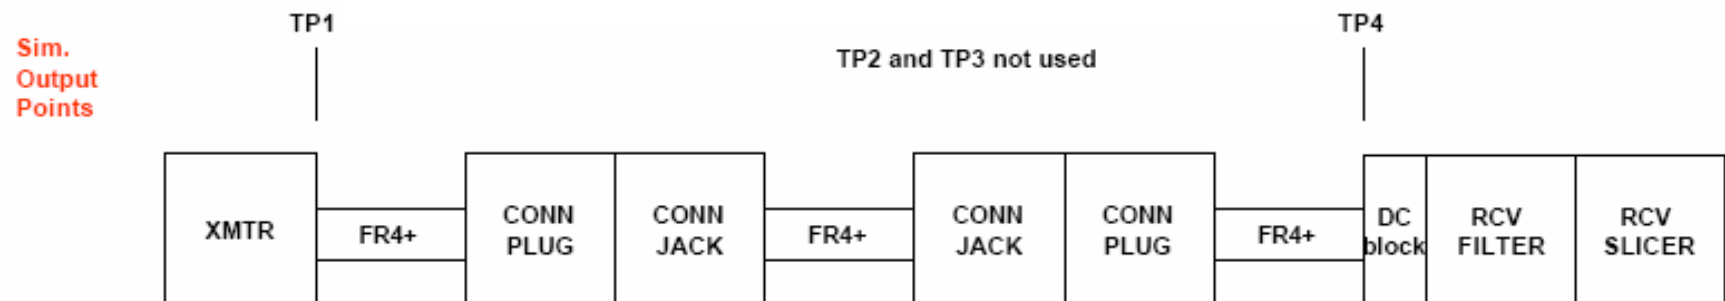 TP1
TP4
Sim.
Output
Points
TP2 and TP3 not used
XMTR
FR4+
CONN
PLUG
CONN
JACK
FR4+
CONN
JACK
CONN
PLUG
FR4+
DC
block
RCV
FILTER
RCV
SLICER